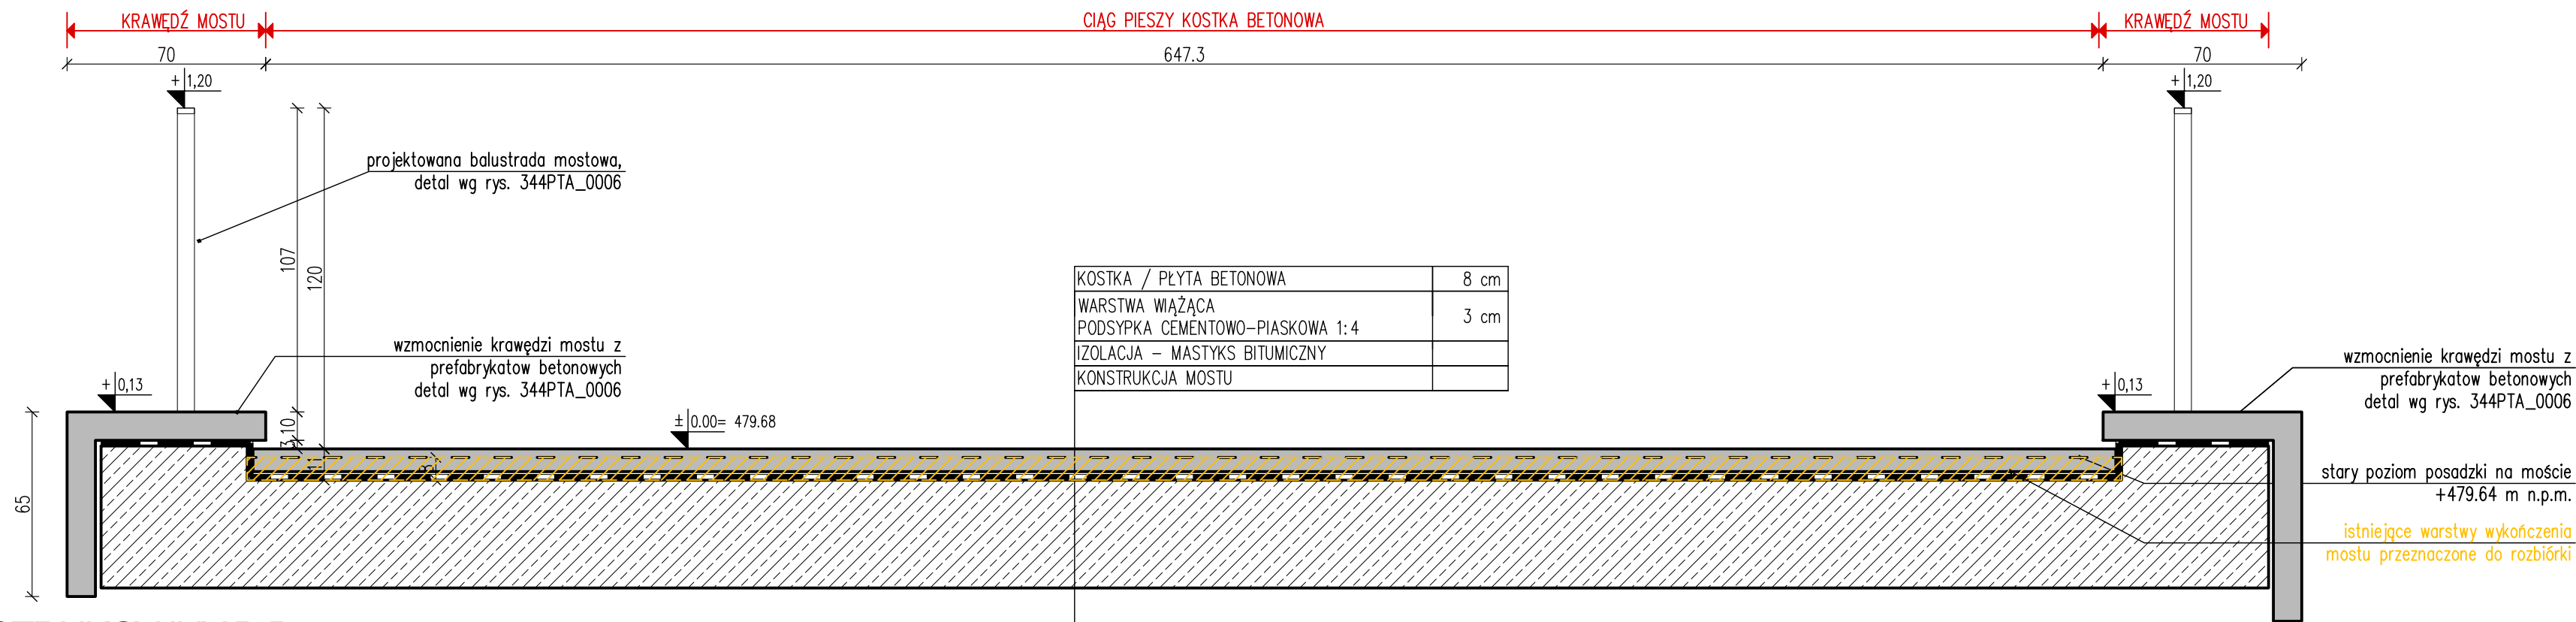 KRAWĘDŹ MOSTU
CIĄG PIESZY KOSTKA BETONOWA
KRAWĘDŹ MOSTU
70
647.3
70
+1,20
+1,20
projektowana balustrada mostowa,
detal wg rys. 344PTA_0006
107
120
KOSTKA / PŁYTA BETONOWA 8 cm
WARSTWA WIĄŻĄCA
PODSYPKA CEMENTOWO-PIASKOWA 1:4 3 cm
IZOLACJA - MASTYKS BITUMICZNY
KONSTRUKCJA MOSTU
wzmocnienie krawędzi mostu z
prefabrykatow betonowych
detal wg rys. 344PTA_0006
wzmocnienie krawędzi mostu z
prefabrykatow betonowych
detal wg rys. 344PTA_0006
+0,13
+0,13
10
3
±0.00= 479.68
11
65
stary poziom posadzki na moście
+479.64 m n.p.m.
istniejące warstwy wykończenia
mostu przeznaczone do rozbiórki